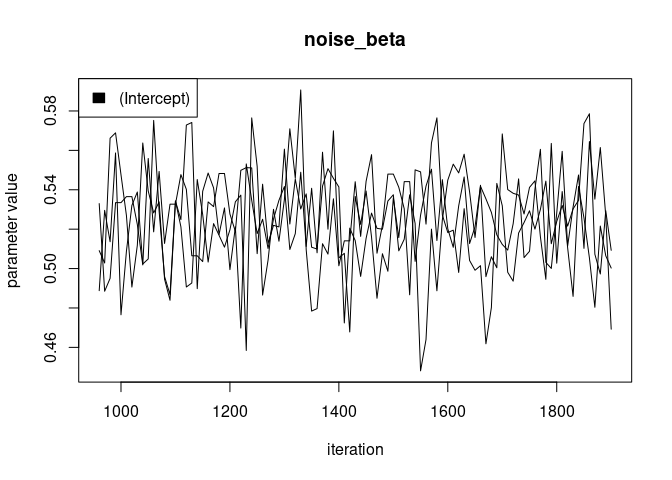 noise_beta
(Intercept)
parameter value
0.58
0.54
0.50
0.46
1000 1200 1400 1600 1800
iteration